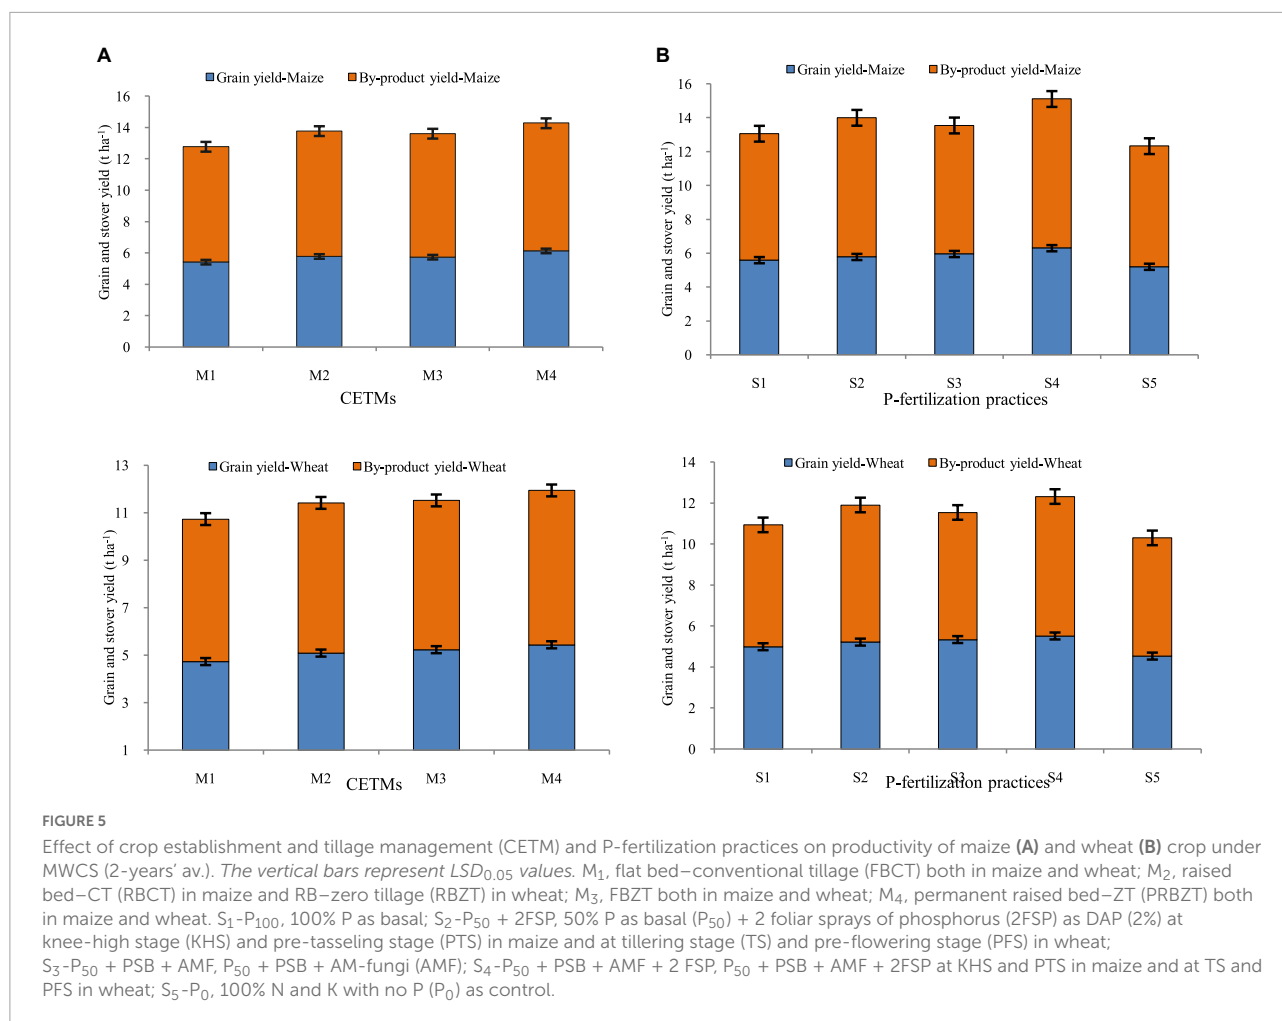 A
Grain yield-Maize By-product yield-Maize
Grain and stover yield (t ha-1)
16
14
12
10
8
6
4
2
0
M1 M2 M3 M4
CETMs
B
Grain yield-Maize By-product yield-Maize
Grain and stover yield (t ha-1)
16
14
12
10
8
6
4
2
0
S1 S2 S3 S4 S5
P-fertilization practices
Grain yield-Wheat By-product yield-Wheat
Grain and stover yield (t ha-1)
13
11
9
7
5
3
1
M1 M2 M3 M4
CETMs
Grain yield-Wheat By-product yield-Wheat
Grain and stover yield (t ha-1)
14
12
10
8
6
4
2
0
S1 S2 S3 S4 S5
P-fertilization practices
FIGURE 5
Effect of crop establishment and tillage management (CETM) and P-fertilization practices on productivity of maize (A) and wheat (B) crop under
MWCS (2-years' av.). The vertical bars represent LSD0.05 values. M1, flat bed–conventional tillage (FBCT) both in maize and wheat; M2, raised
bed–CT (RBCT) in maize and RB–zero tillage (RBZT) in wheat; M3, FBZT both in maize and wheat; M4, permanent raised bed–ZT (PRBZT) both
in maize and wheat. S1-P100, 100% P as basal; S2-P50 + 2FSP, 50% P as basal (P50) + 2 foliar sprays of phosphorus (2FSP) as DAP (2%) at
knee-high stage (KHS) and pre-tasseling stage (PTS) in maize and at tillering stage (TS) and pre-flowering stage (PFS) in wheat;
S3-P50 + PSB + AMF, P50 + PSB + AM-fungi (AMF); S4-P50 + PSB + AMF + 2 FSP, P50 + PSB + AMF + 2FSP at KHS and PTS in maize and at TS and
PFS in wheat; S5-P0, 100% N and K with no P (P0) as control.